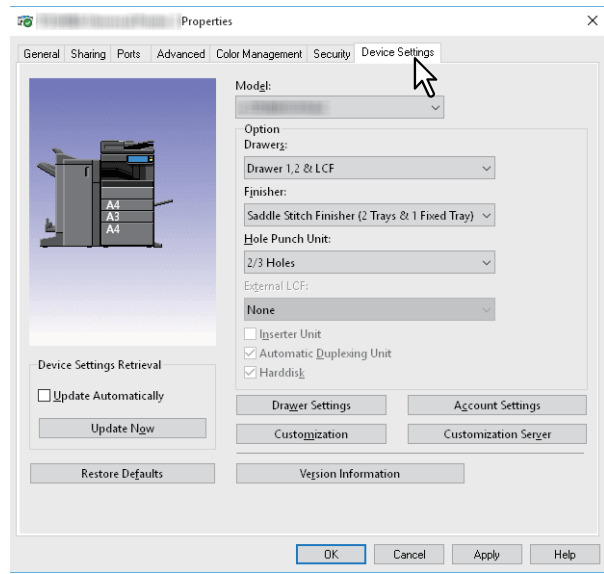 Properties
General Sharing Ports Advanced Color Management Security Device Settings
Model:
Option
Drawers:
Drawer 1,2 & LCF
Finisher:
Saddle Stitch Finisher (2 Trays & 1 Fixed Tray)
Hole Punch Unit:
2/3 Holes
External LCF:
None
Inserter Unit
Automatic Duplexing Unit
Harddisk
A4
A3
A4
Device Settings Retrieval
Update Automatically
Update Now
Drawer Settings Account Settings
Customization Customization Server
Restore Defaults Version Information
OK Cancel Apply Help